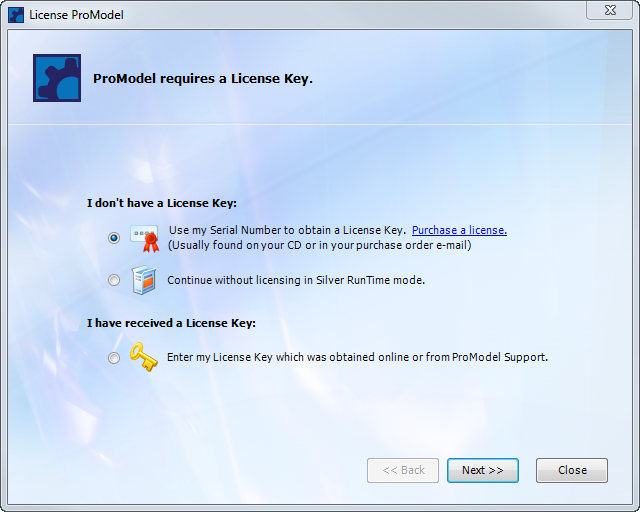 License ProModel
ProModel requires a License Key.
I don't have a License Key:
Use my Serial Number to obtain a License Key. Purchase a license.
(Usually found on your CD or in your purchase order e-mail)
Continue without licensing in Silver RunTime mode.
I have received a License Key:
Enter my License Key which was obtained online or from ProModel Support.
<< Back Next >> Close